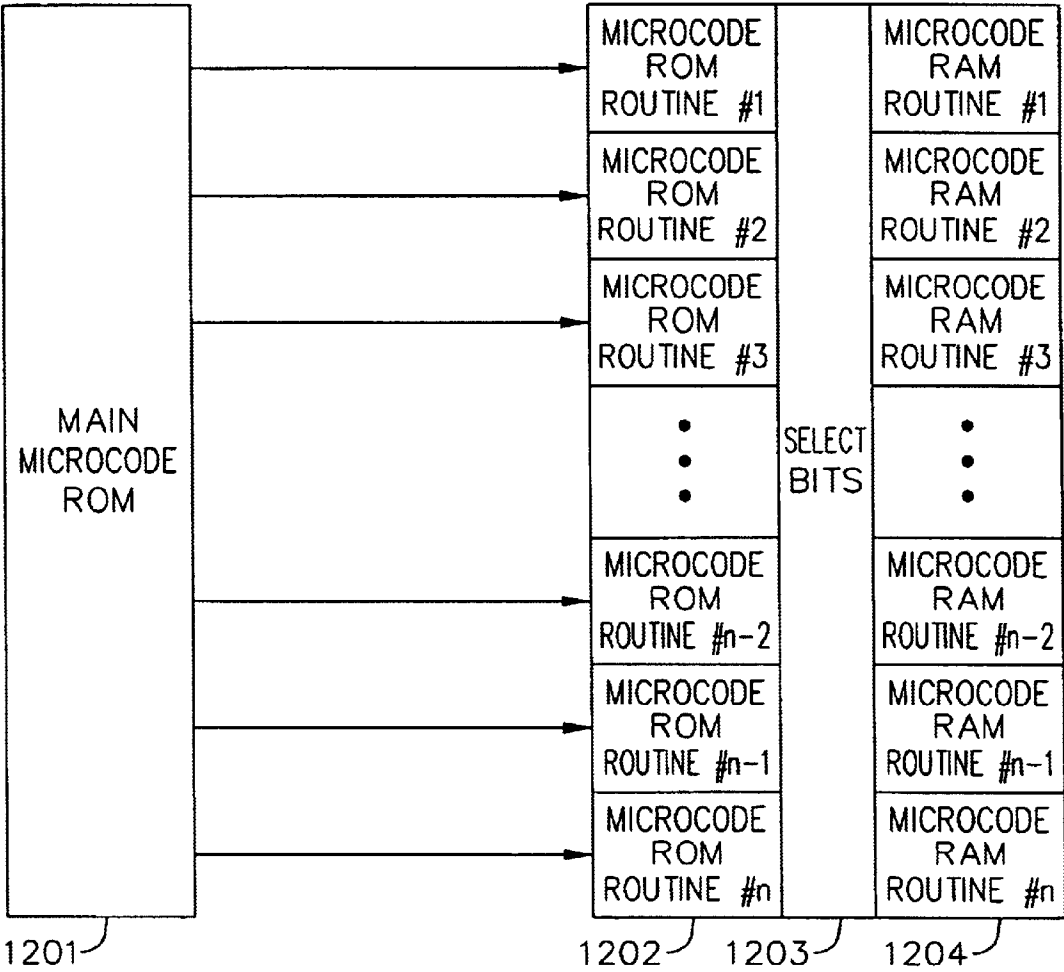 MAIN
MICROCODE
ROM
MICROCODE
ROM
ROUTINE #1
MICROCODE
ROM
ROUTINE #2
MICROCODE
ROM
ROUTINE #3
MICROCODE
ROM
ROUTINE #n-2
MICROCODE
ROM
ROUTINE #n-1
MICROCODE
ROM
ROUTINE #n
SELECT
BITS
MICROCODE
RAM
ROUTINE #1
MICROCODE
RAM
ROUTINE #2
MICROCODE
RAM
ROUTINE #3
MICROCODE
RAM
ROUTINE #n-2
MICROCODE
RAM
ROUTINE #n-1
MICROCODE
RAM
ROUTINE #n
1201
1202
1203
1204